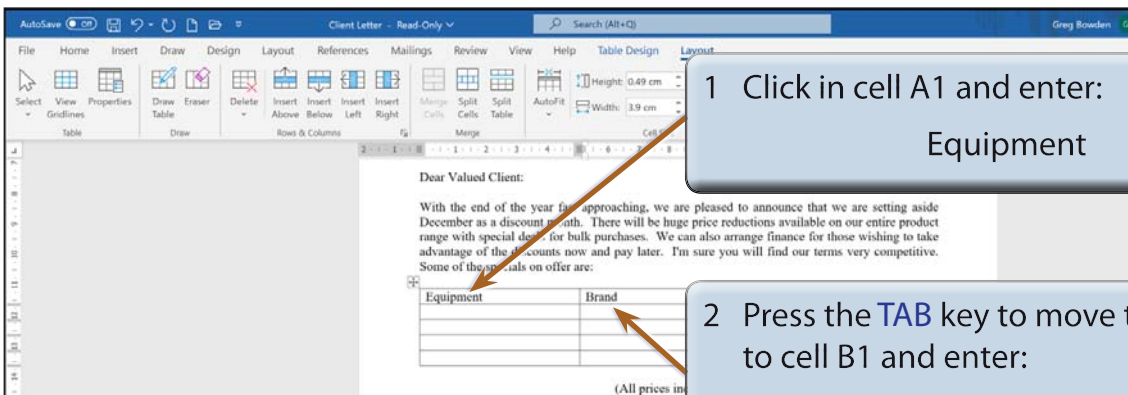 AutoSave Off Client Letter - Read-Only Search (Alt+Q) Greg Bowden
File Home Insert Draw Design Layout References Mailings Review View Help Table Design Layout
Select View Gridlines Properties Draw Table Eraser Delete Insert Above Insert Below Insert Left Insert Right Merge Cells Split Cells Split Table AutoFit Height: 0.49 cm Width: 3.9 cm
Table Draw Rows & Columns Merge
1 Click in cell A1 and enter:
Equipment
Dear Valued Client:
With the end of the year approaching, we are pleased to announce that we are setting aside
December as a discount There will be huge price reductions available on our entire product
range with special for bulk purchases. We can also arrange finance for those wishing to take
advantage of the now and pay later. I'm sure you will find our terms very competitive.
Some of the on offer are:
Equipment Brand
2 Press the TAB key to move
to cell B1 and enter:
(All prices